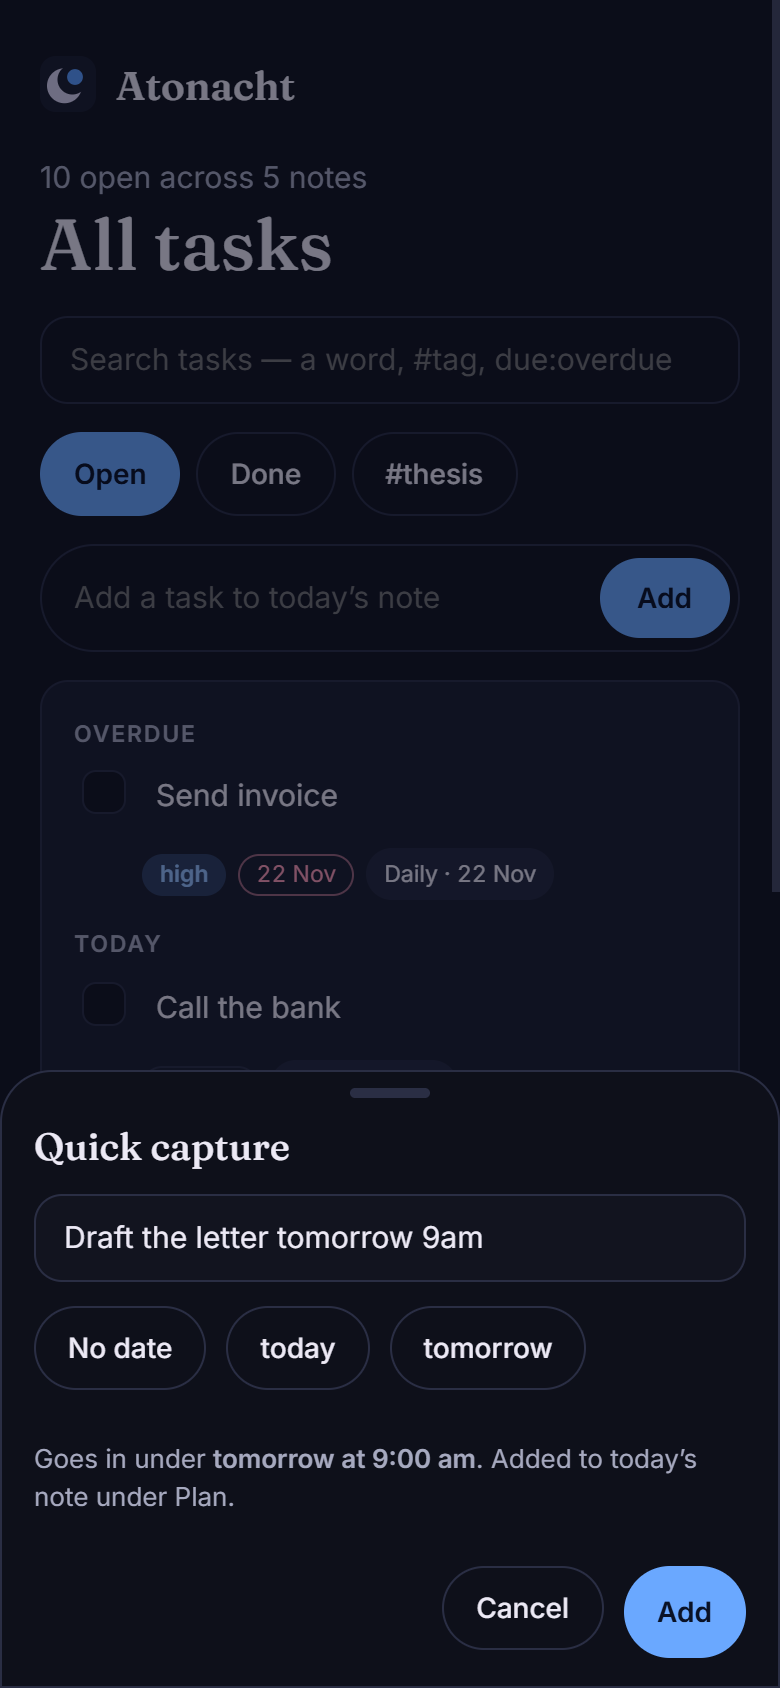 Atonacht
10 open across 5 notes
All tasks
Search tasks — a word, #tag, due:overdue
Open Done #thesis
Add a task to today’s note Add
OVERDUE
Send invoice
high 22 Nov Daily · 22 Nov
TODAY
Call the bank
Quick capture
Draft the letter tomorrow 9am
No date today tomorrow
Goes in under tomorrow at 9:00 am. Added to today’s
note under Plan.
Cancel Add